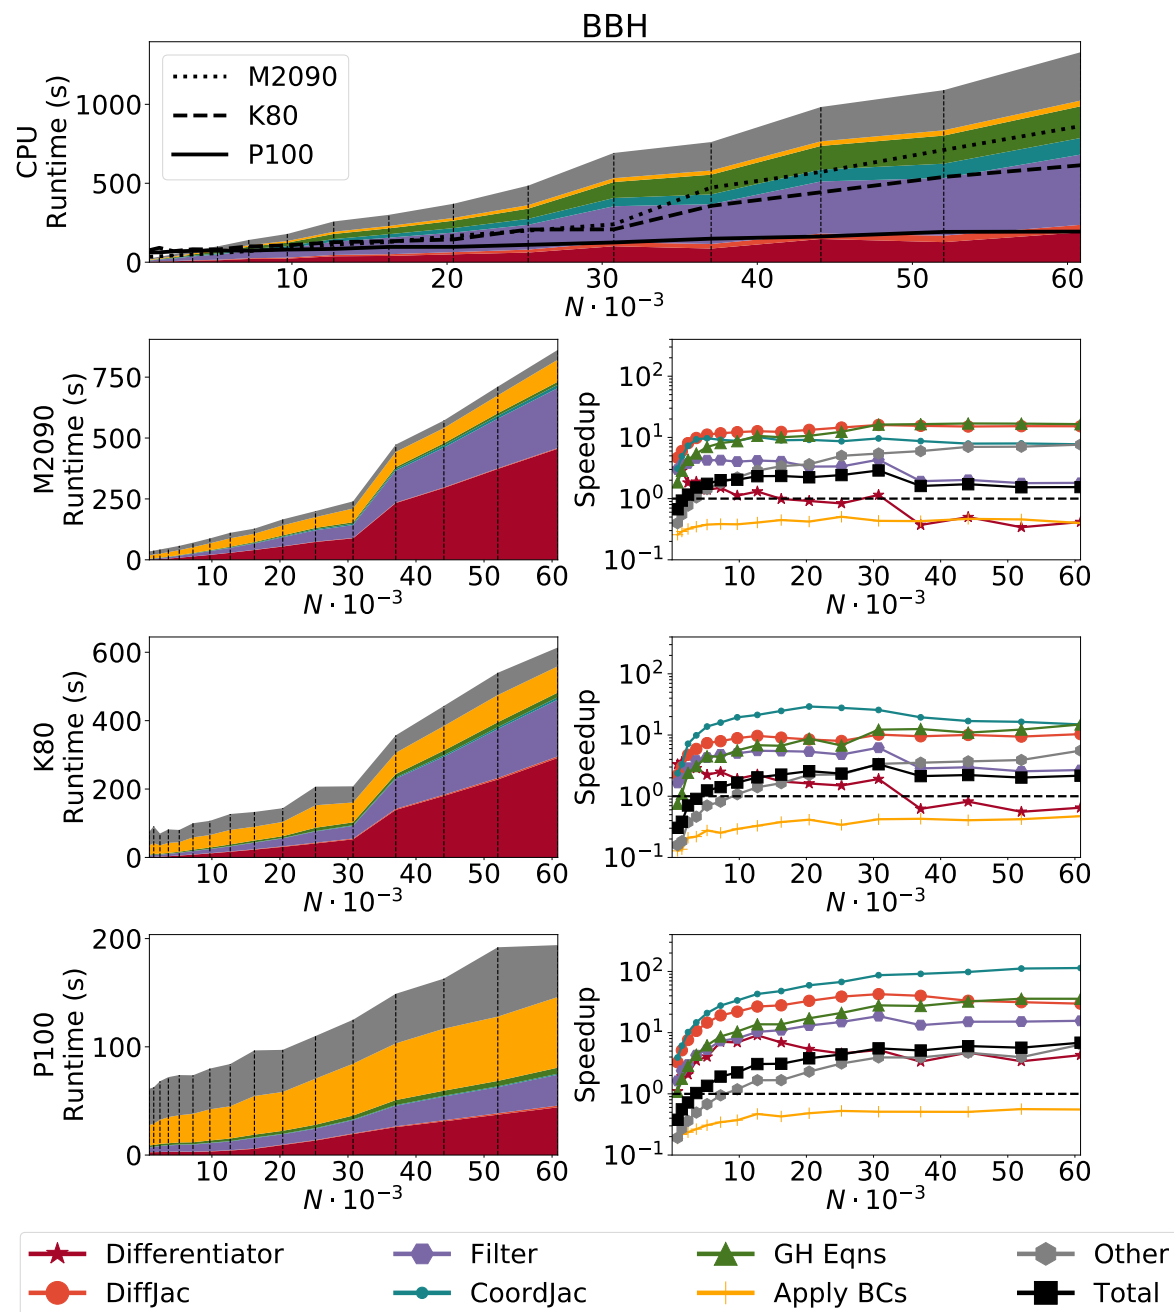 BBH
CPU
Runtime (s)
1000
500
0
M2090
K80
P100
10 20 30 40 50 60
N · 10⁻³
M2090
Runtime (s)
750
500
250
0
10 20 30 40 50 60
N · 10⁻³
Speedup
10²
10¹
10⁰
10⁻¹
10 20 30 40 50 60
N · 10⁻³
K80
Runtime (s)
600
400
200
0
10 20 30 40 50 60
N · 10⁻³
Speedup
10²
10¹
10⁰
10⁻¹
10 20 30 40 50 60
N · 10⁻³
P100
Runtime (s)
200
100
0
10 20 30 40 50 60
N · 10⁻³
Speedup
10²
10¹
10⁰
10⁻¹
10 20 30 40 50 60
N · 10⁻³
Differentiator Filter GH Eqns Other
DiffJac CoordJac Apply BCs Total